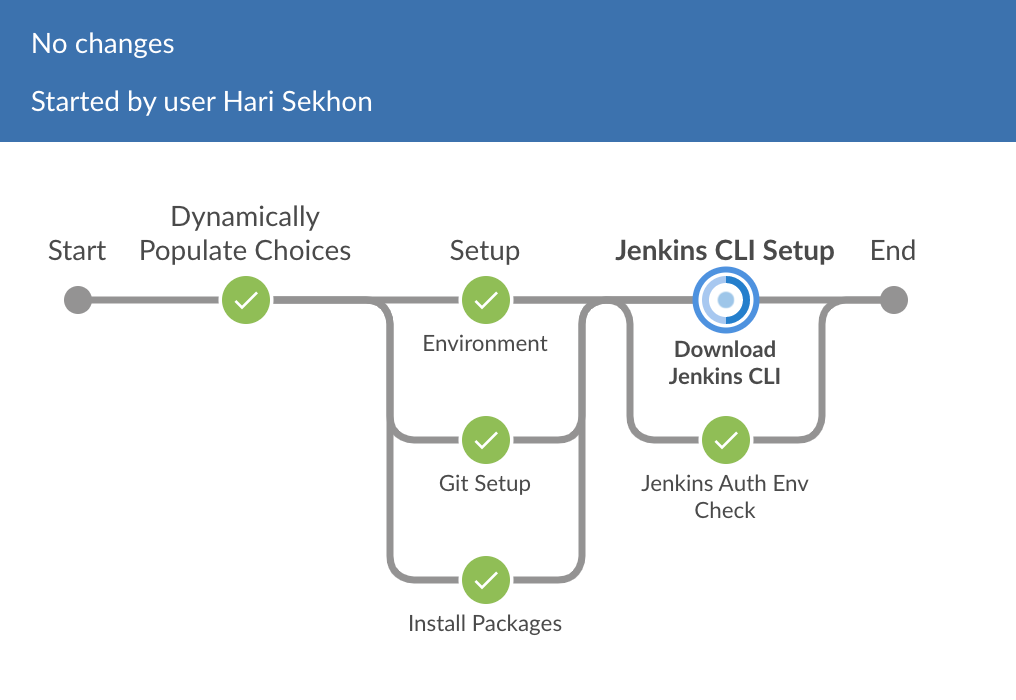 No changes
Started by user Hari Sekhon
Start
Dynamically
Populate Choices
Setup
Jenkins CLI Setup
End
Environment
Download
Jenkins CLI
Git Setup
Jenkins Auth Env
Check
Install Packages